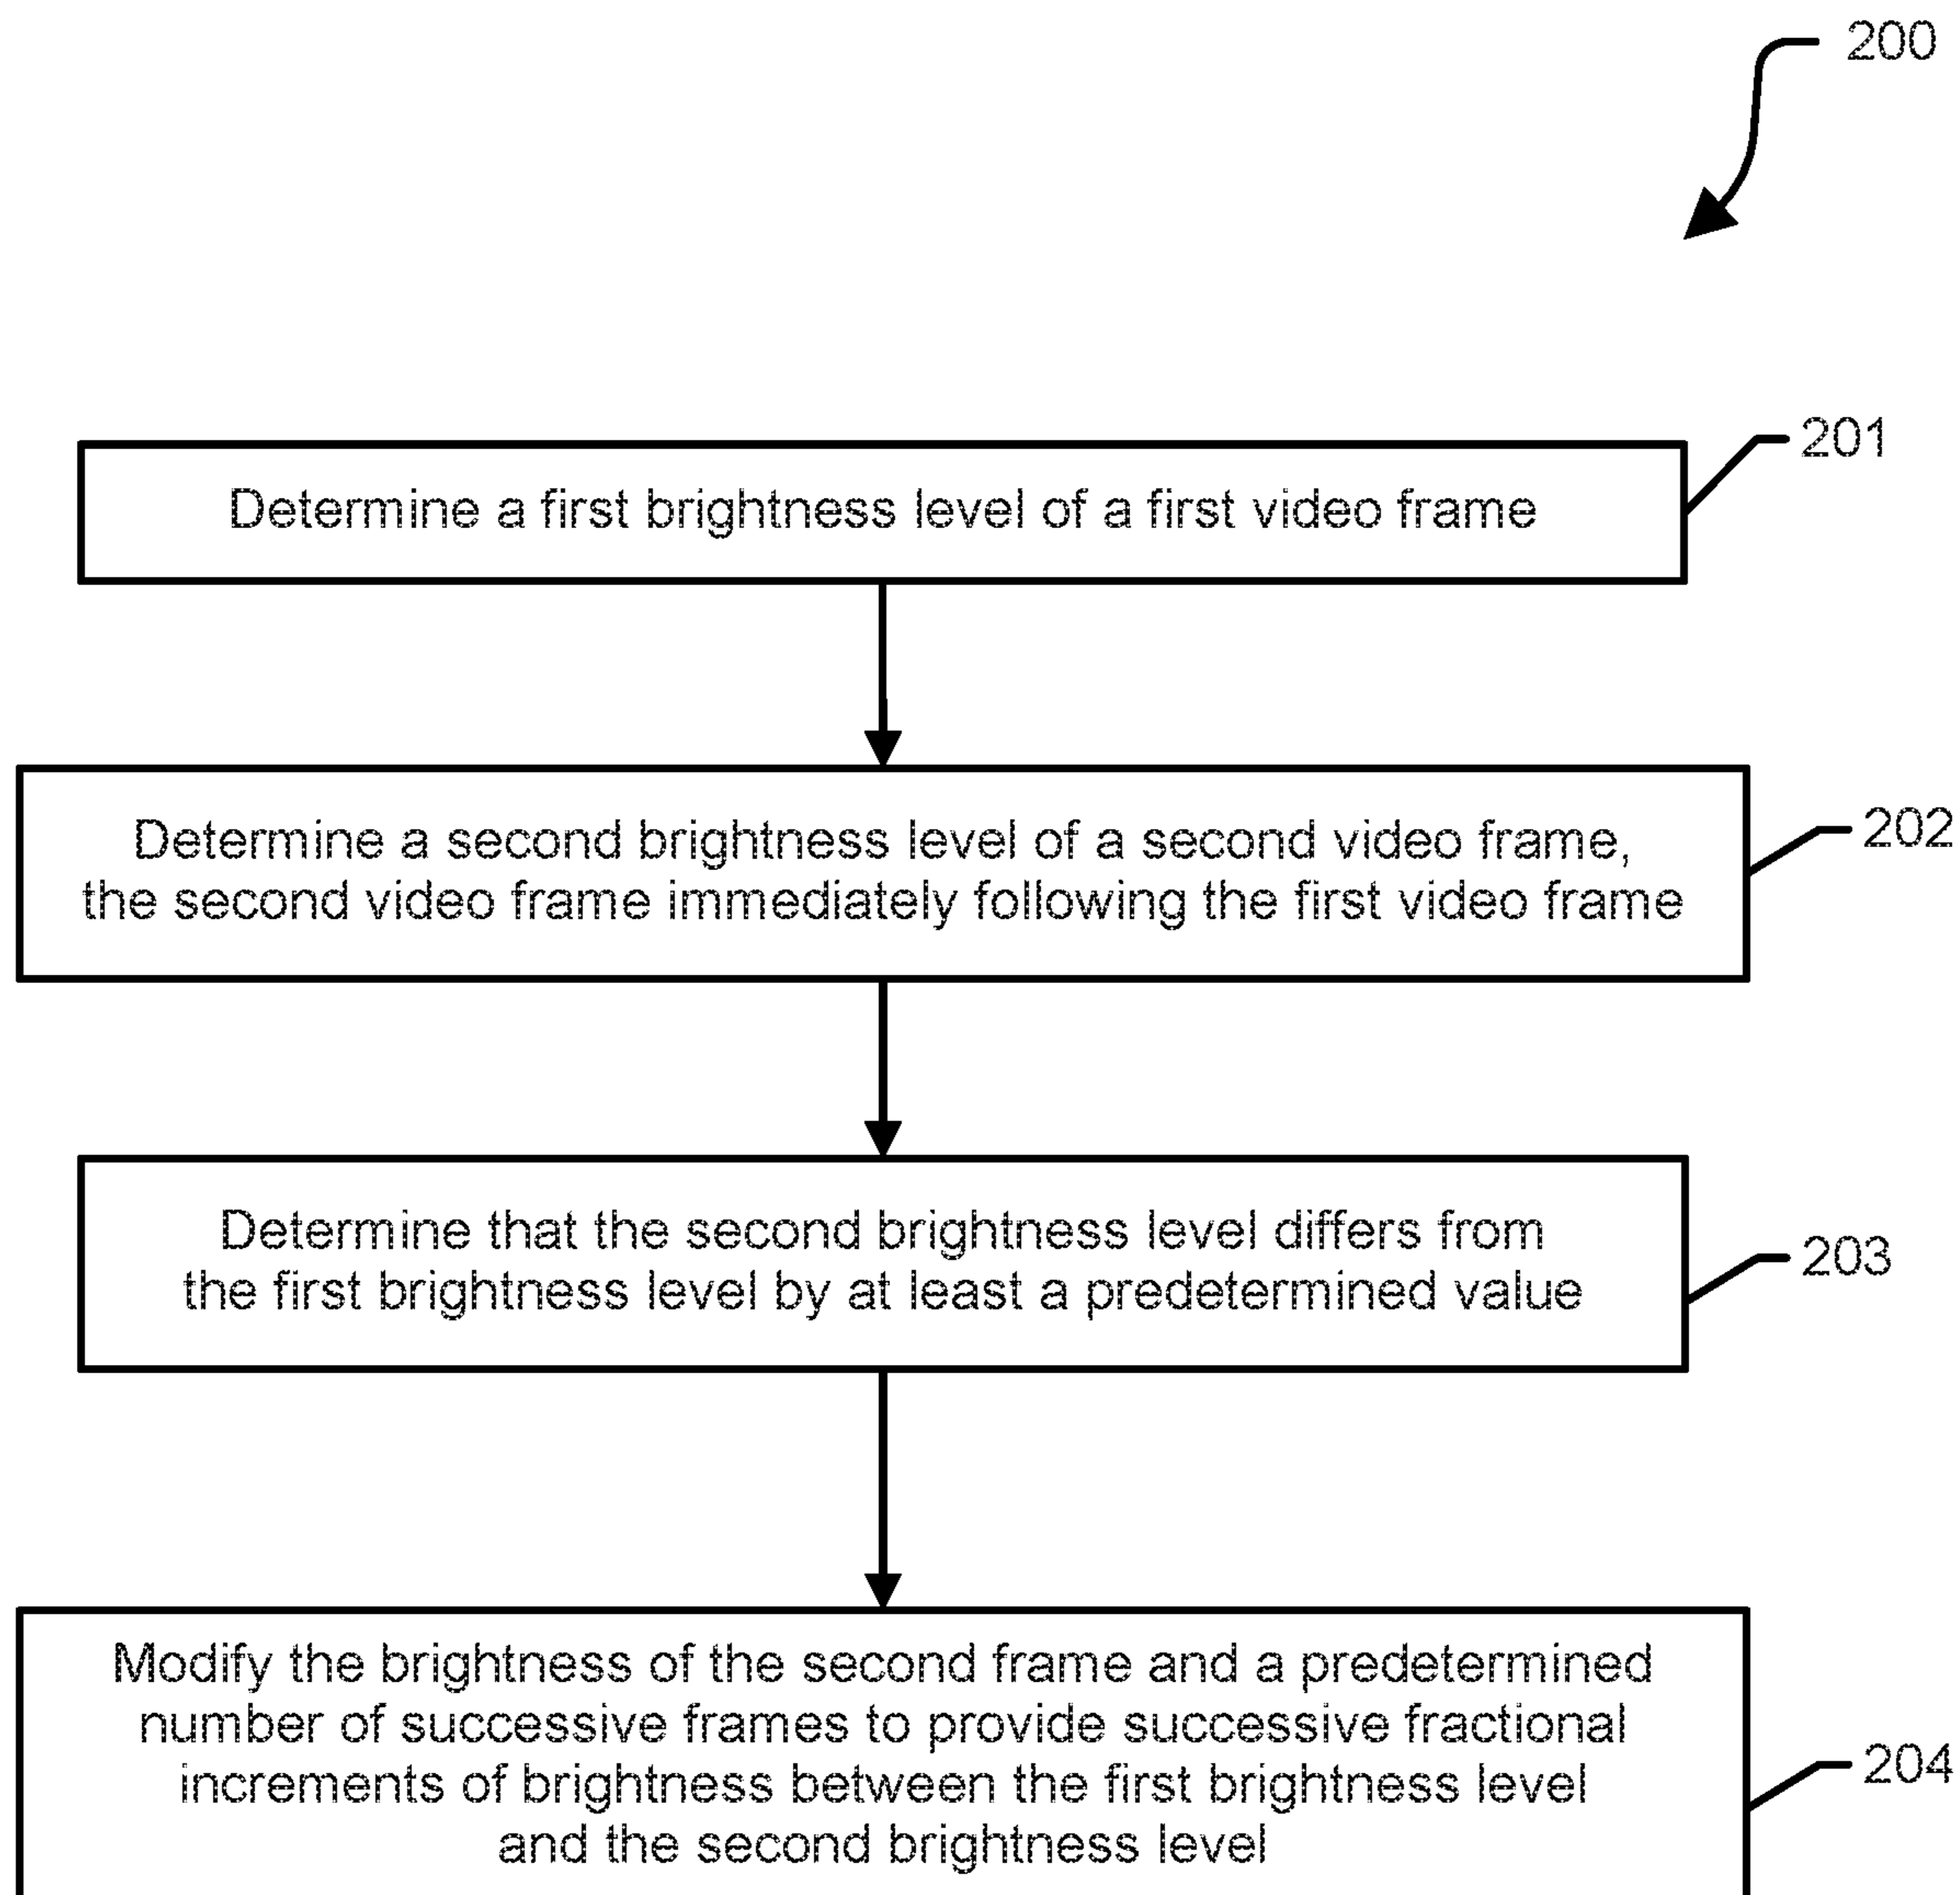 200
201
Determine a first brightness level of a first video frame
202
Determine a second brightness level of a second video frame,
the second video frame immediately following the first video frame
203
Determine that the second brightness level differs from
the first brightness level by at least a predetermined value
204
Modify the brightness of the second frame and a predetermined
number of successive frames to provide successive fractional
increments of brightness between the first brightness level
and the second brightness level